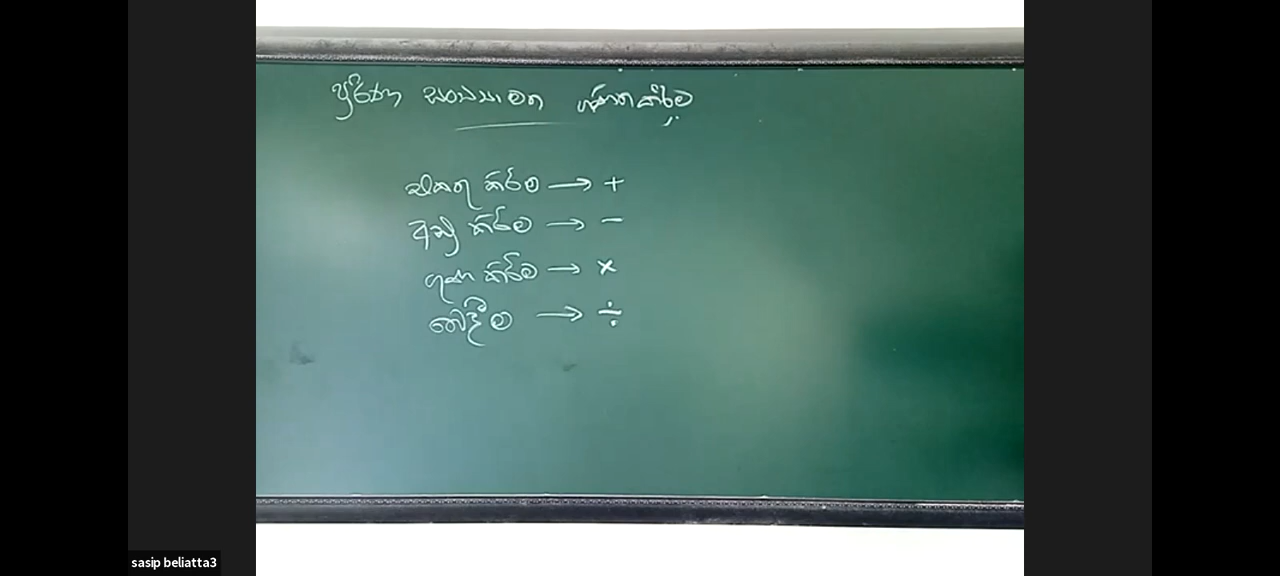 පූර්ණ සංඛ්‍යා මත ගණිත කර්ම
එකතු කිරීම → +
අඩු කිරීම → -
ගුණ කිරීම → ×
බෙදීම → ÷
sasip beliatta3